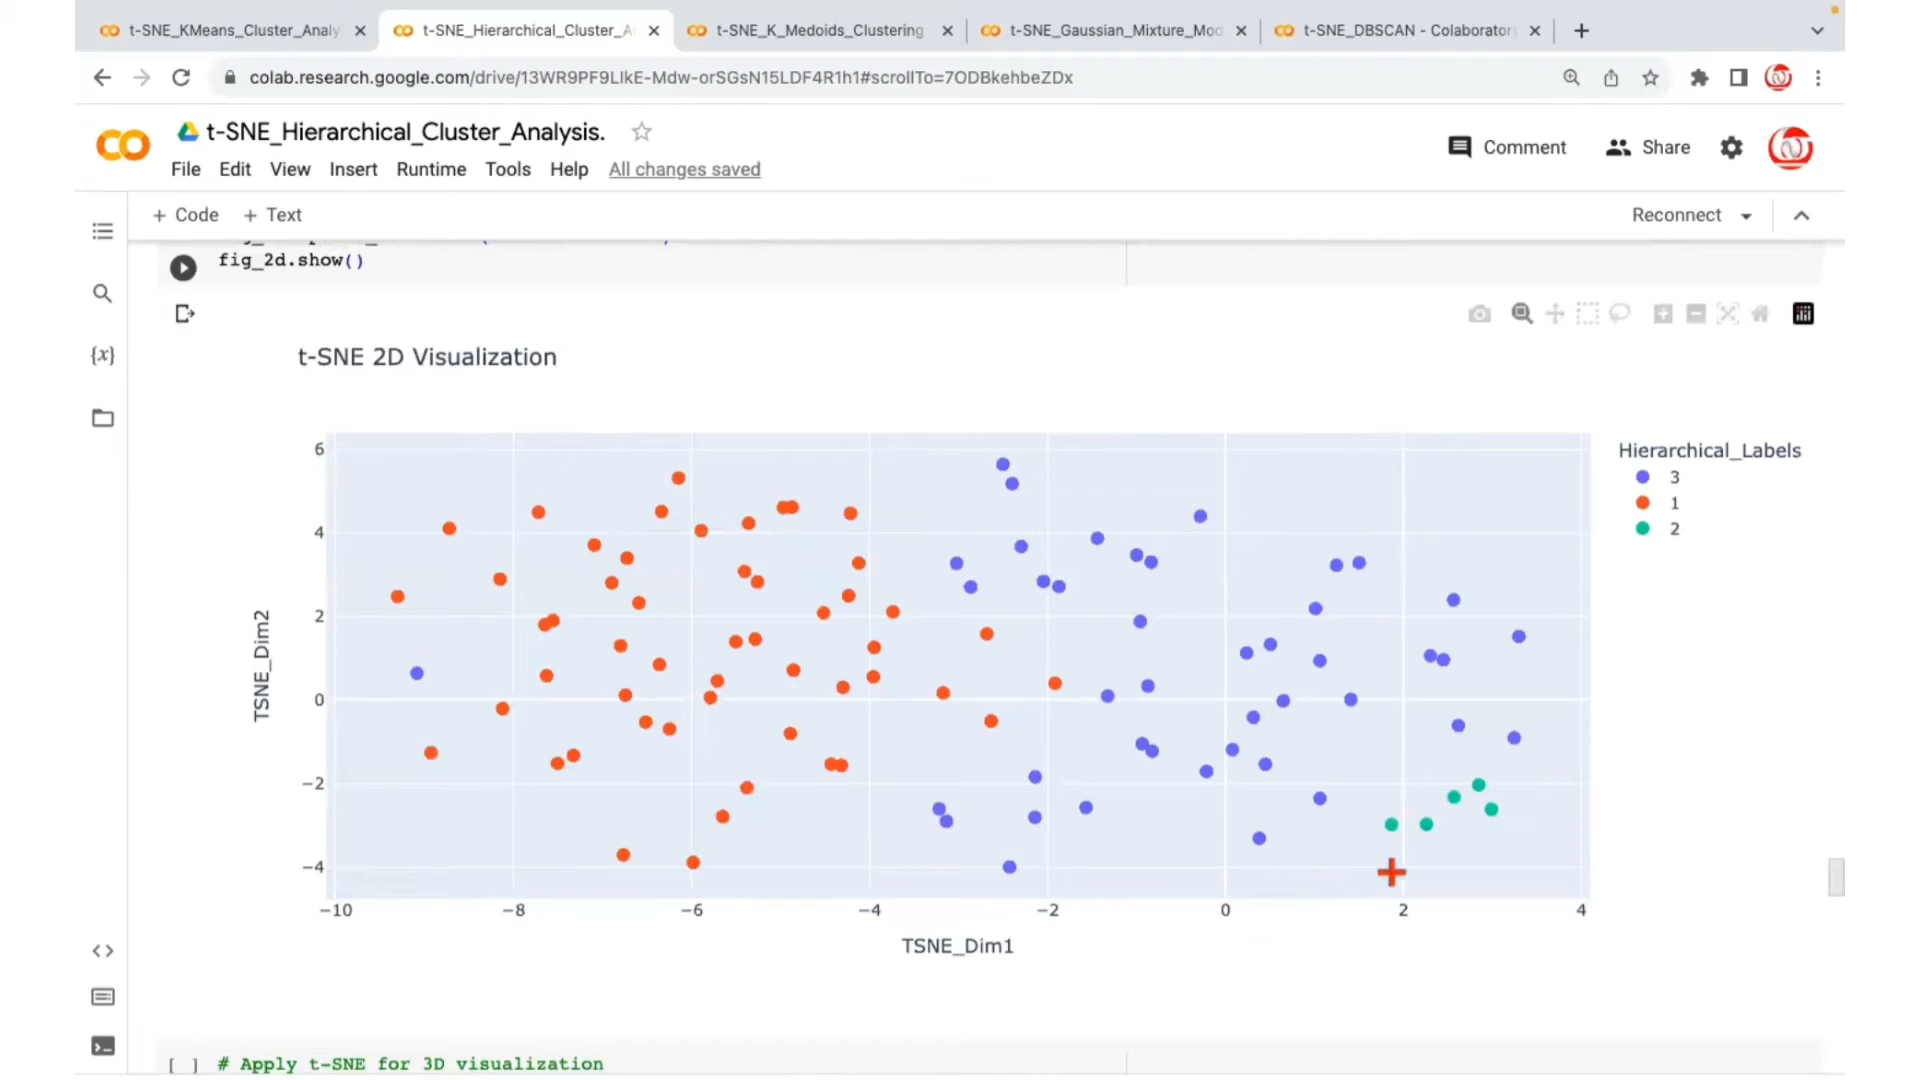 t-SNE_KMeans_Cluster_Analy
t-SNE_Hierarchical_Cluster_A
t-SNE_K_Medoids_Clustering
t-SNE_Gaussian_Mixture_Mod
t-SNE_DBSCAN - Colaborator
colab.research.google.com/drive/13WR9PF9LlkE-Mdw-orSGsN15LDF4R1h1#scrollTo=7ODBkehbeZDx
CO
t-SNE_Hierarchical_Cluster_Analysis.
Comment
Share
File Edit View Insert Runtime Tools Help All changes saved
+ Code + Text
Reconnect
fig_2d.show()
{x}
t-SNE 2D Visualization
Hierarchical_Labels
3
1
2
6
4
2
0
−2
−4
TSNE_Dim2
−10 −8 −6 −4 −2 0 2 4
TSNE_Dim1
[ ] # Apply t-SNE for 3D visualization